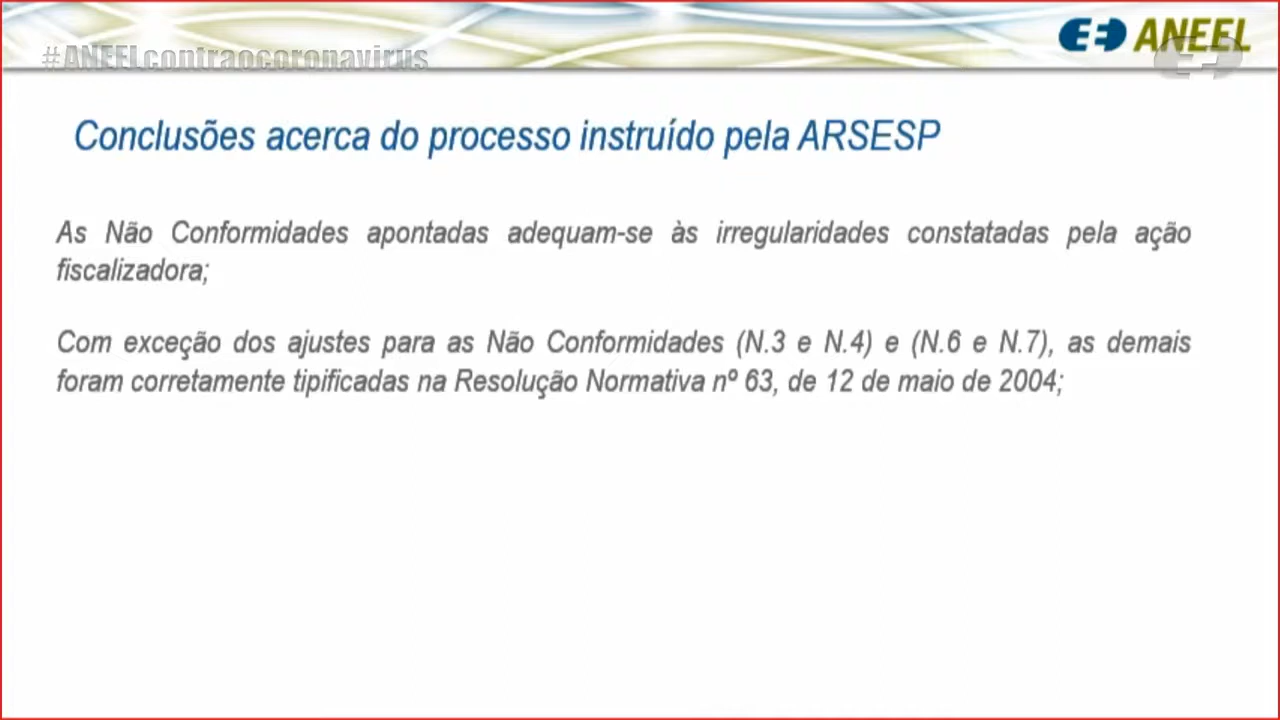 #ANEELcontraocoronavirus
ANEEL
Conclusões acerca do processo instruído pela ARSESP
As Não Conformidades apontadas adequam-se às irregularidades constatadas pela ação
fiscalizadora;
Com exceção dos ajustes para as Não Conformidades (N.3 e N.4) e (N.6 e N.7), as demais
foram corretamente tipificadas na Resolução Normativa nº 63, de 12 de maio de 2004;